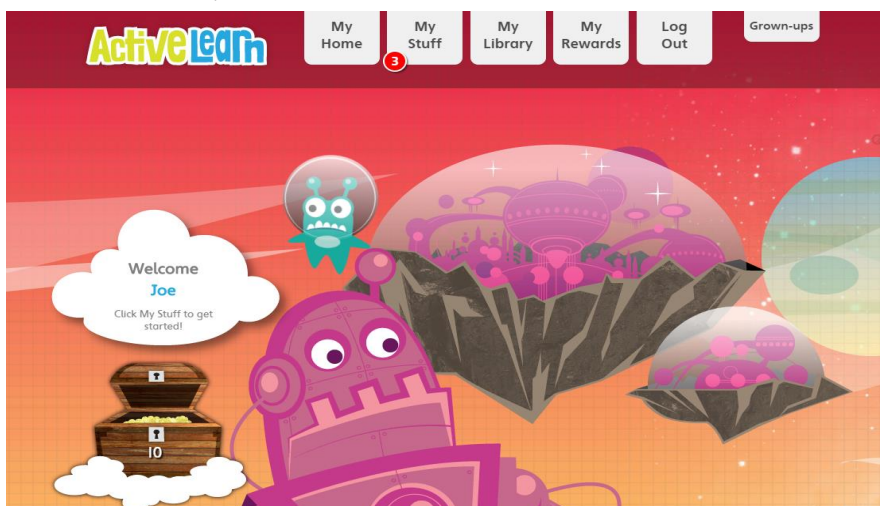 ActiveLearn
My Home
My Stuff
3
My Library
My Rewards
Log Out
Grown-ups
Welcome
Joe
Click My Stuff to get
started!
10